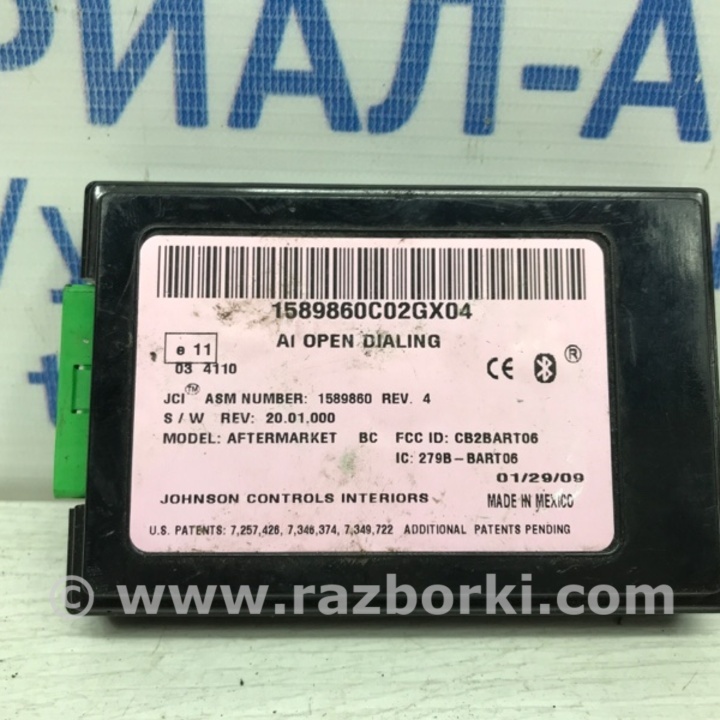 РИАЛ-А
1589860C02GX04
AI OPEN DIALING
e 11
03 4110
CE
®
JCI™ ASM NUMBER: 1589860 REV. 4
S/W REV: 20.01.000
MODEL: AFTERMARKET BC FCC ID: CB2BART06
IC: 279B-BART06
01/29/09
JOHNSON CONTROLS INTERIORS MADE IN MEXICO
U.S. PATENTS: 7,257,426, 7,346,374, 7,349,722 ADDITIONAL PATENTS PENDING
© www.razborki.com